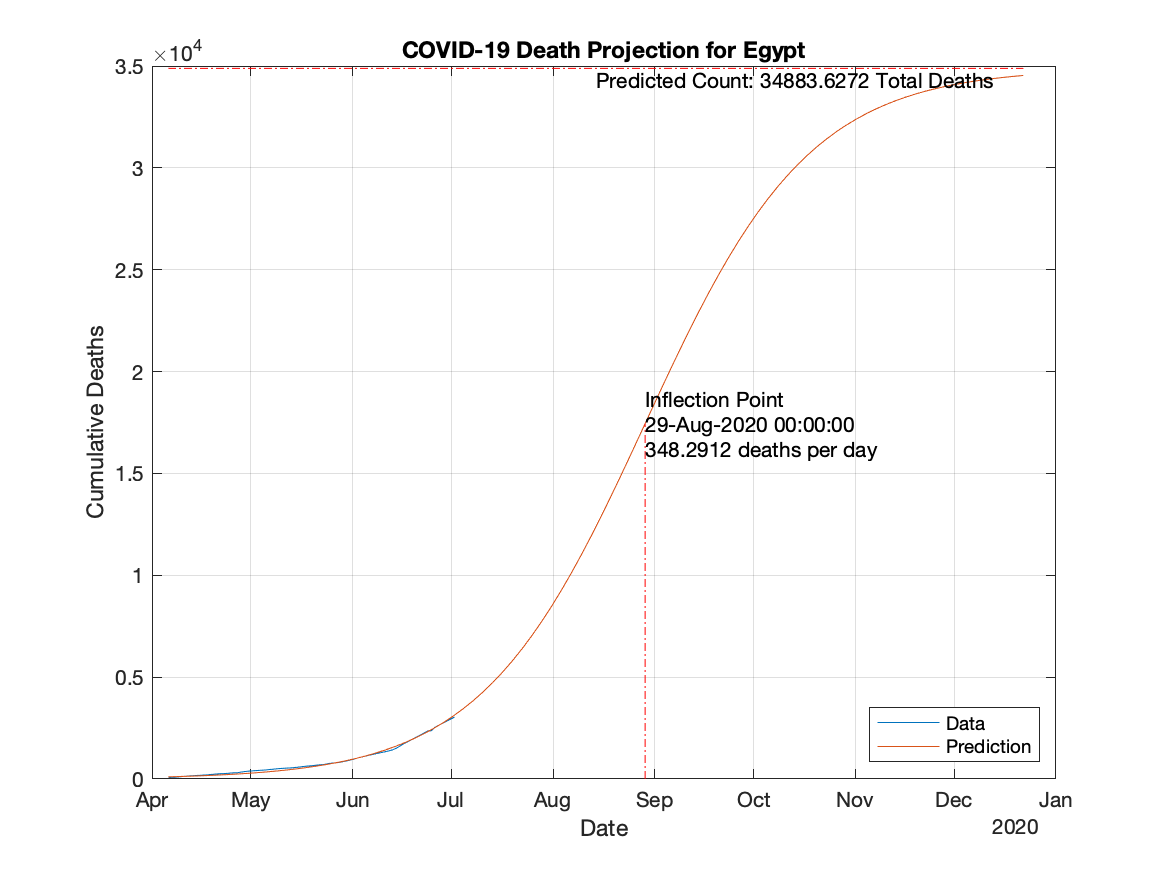 COVID-19 Death Projection for Egypt
×10⁴
3.5
Predicted Count: 34883.6272 Total Deaths
3
2.5
2
Inflection Point
29-Aug-2020 00:00:00
348.2912 deaths per day
1.5
1
0.5
0
Cumulative Deaths
Data
Prediction
Apr May Jun Jul Aug Sep Oct Nov Dec Jan
Date
2020